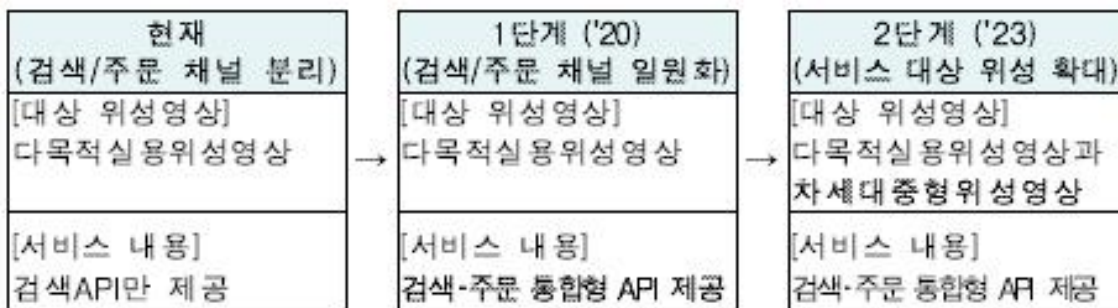 현재
(검색/주문 채널 분리)
[대상 위성영상]
다목적실용위성영상
[서비스 내용]
검색API만 제공
→
1단계 ('20)
(검색/주문 채널 일원화)
[대상 위성영상]
다목적실용위성영상
[서비스 내용]
검색-주문 통합형 API 제공
→
2단계 ('23)
(서비스 대상 위성 확대)
[대상 위성영상]
다목적실용위성영상과
차세대중형위성영상
[서비스 내용]
검색-주문 통합형 API 제공